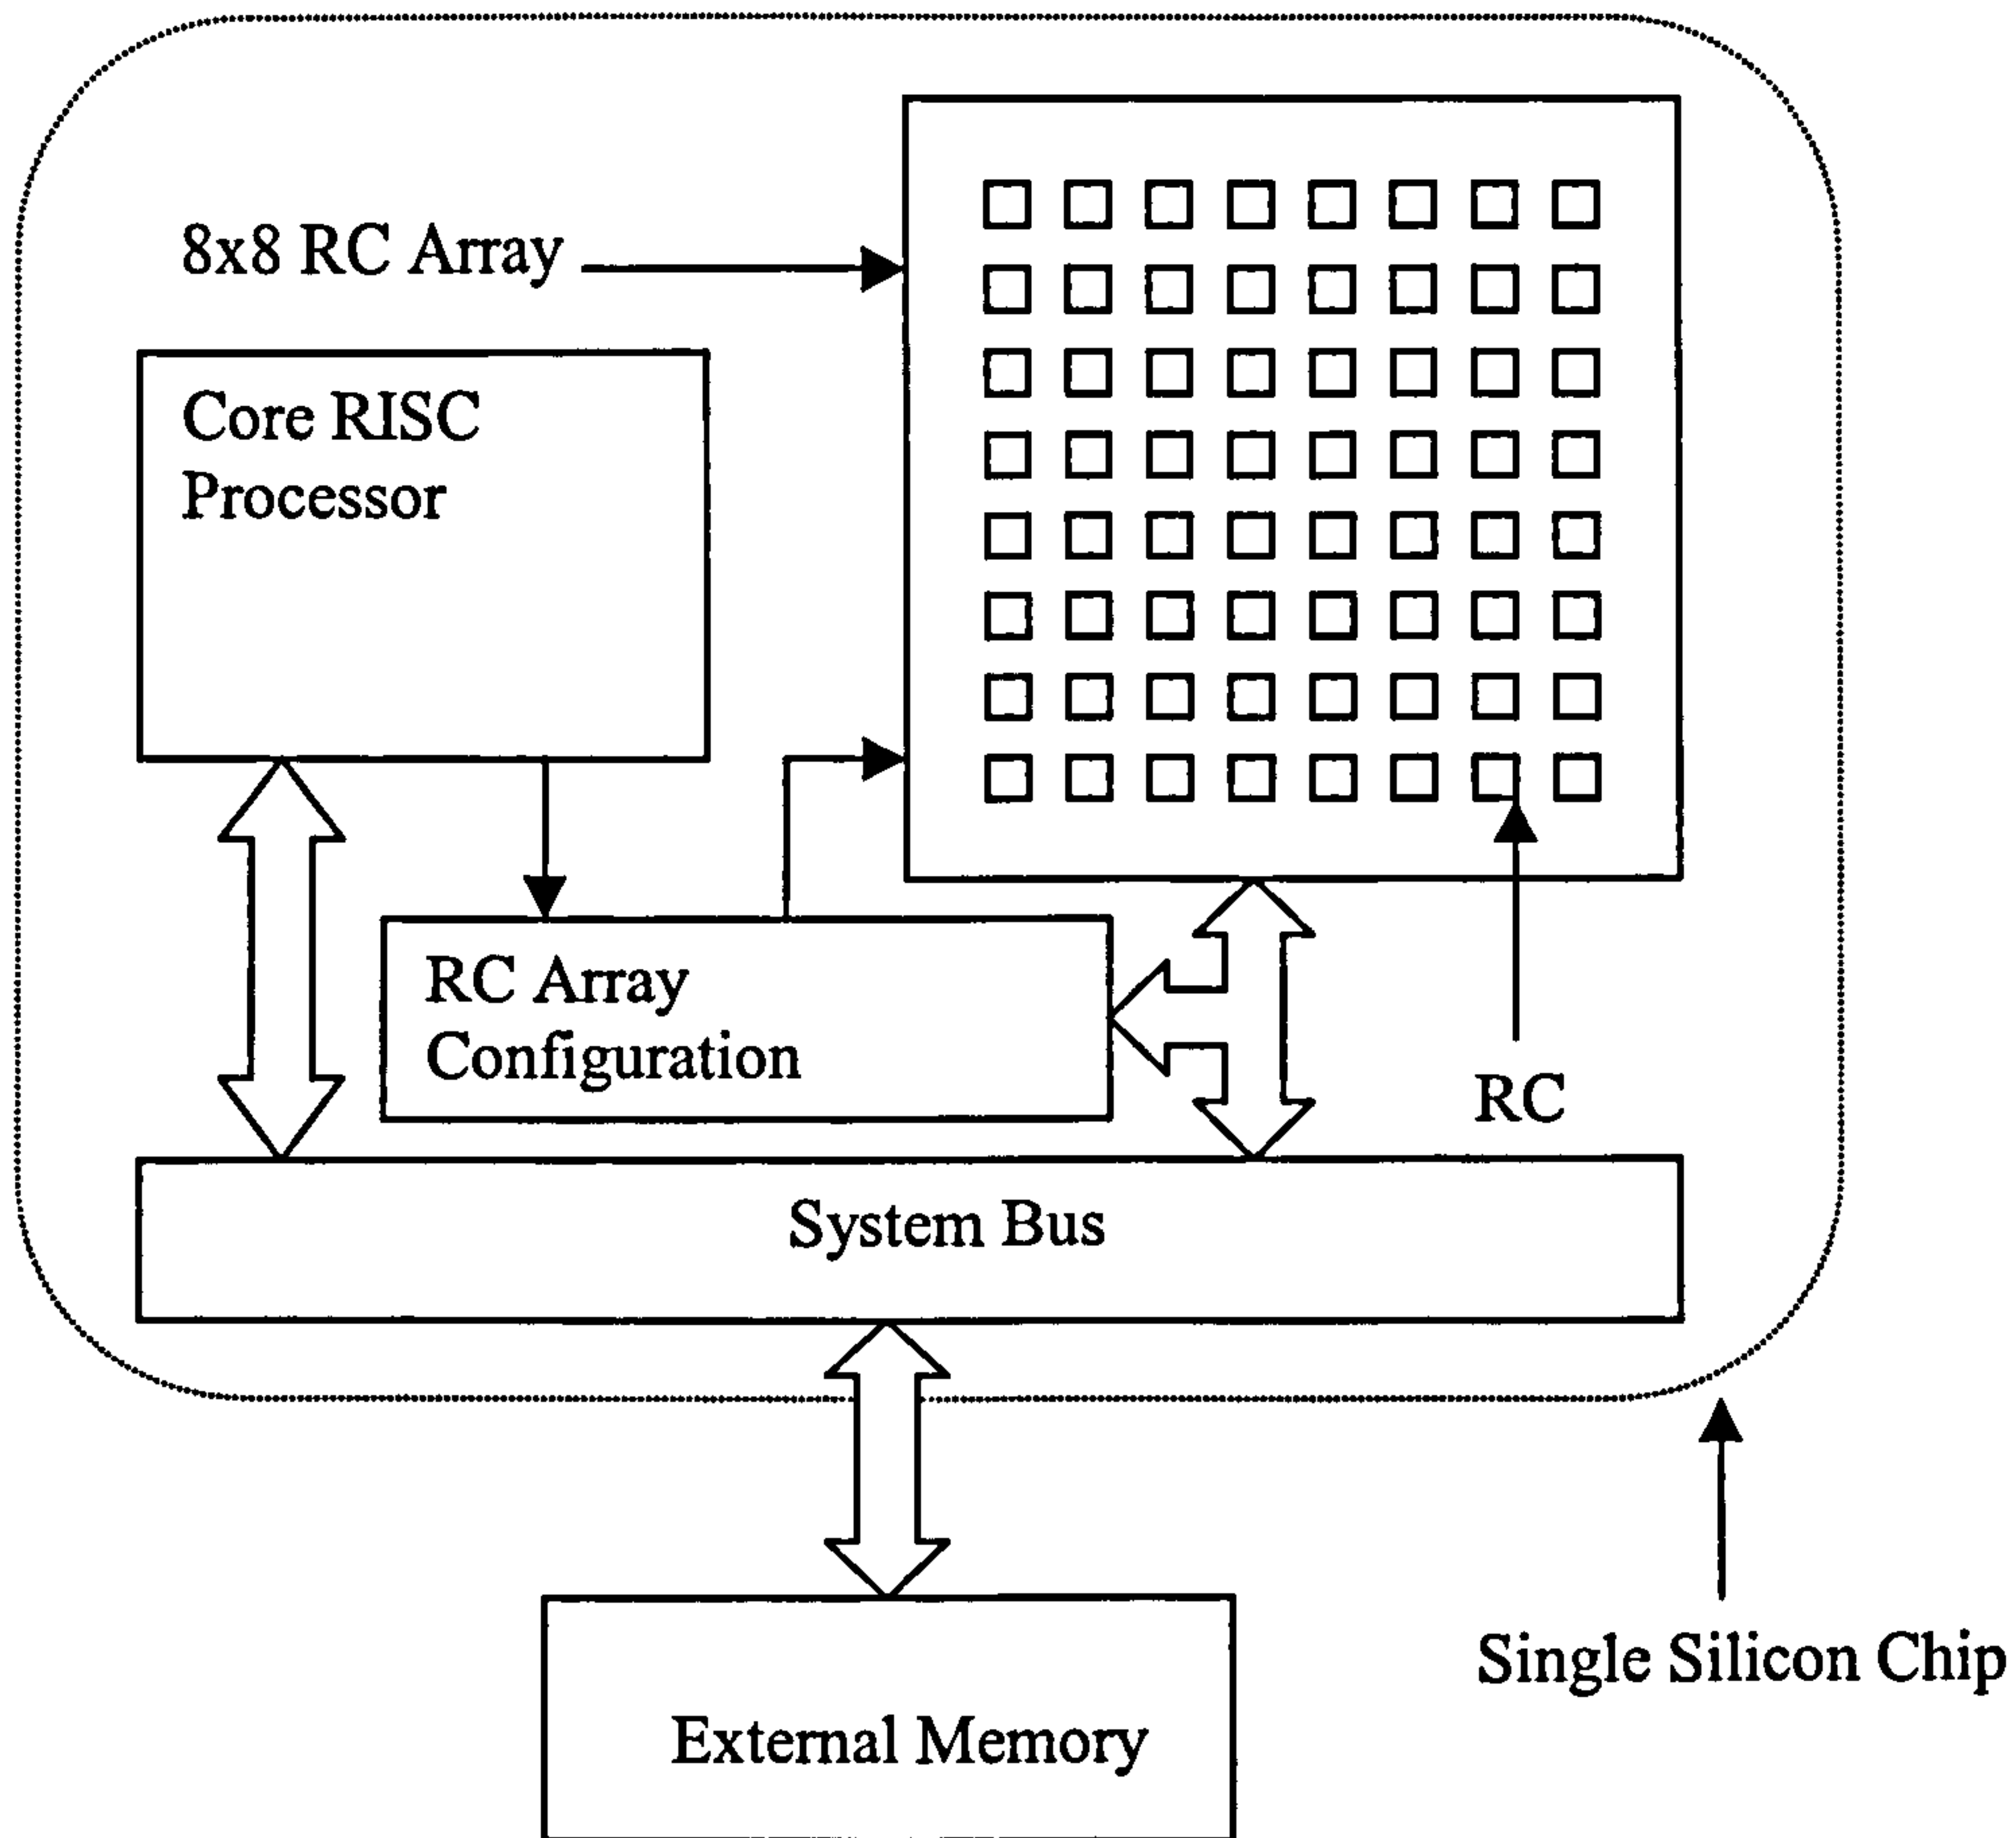 8x8 RC Array
Core RISC
Processor
RC Array
Configuration
RC
System Bus
Single Silicon Chip
External Memory